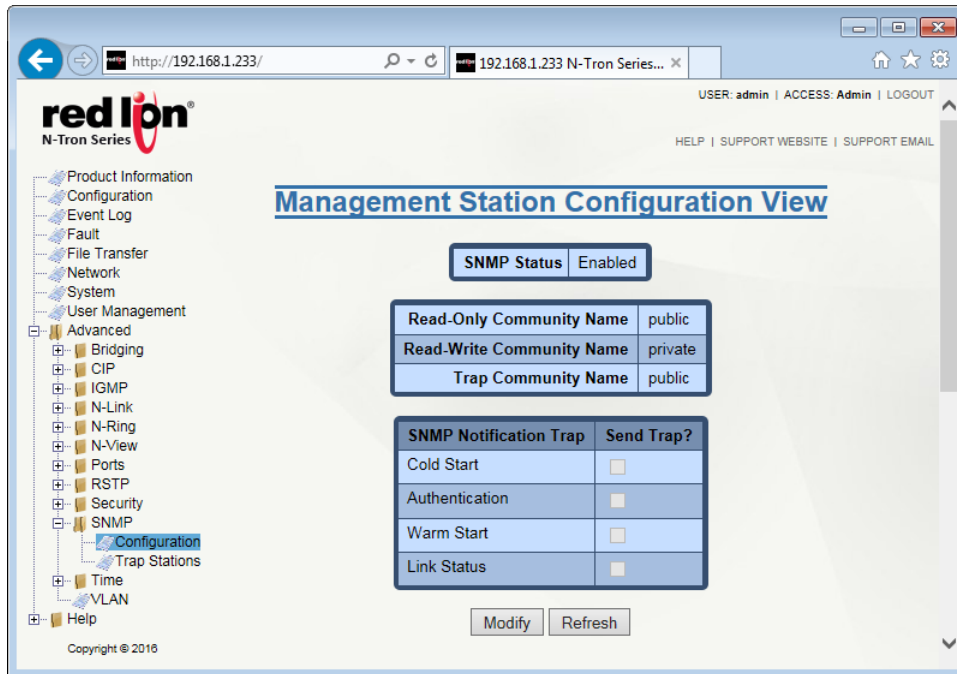 http://192.168.1.233/
192.168.1.233 N-Tron Series...
USER: admin | ACCESS: Admin | LOGOUT
red lion®
N-Tron Series
HELP | SUPPORT WEBSITE | SUPPORT EMAIL
Product Information
Configuration
Event Log
Fault
File Transfer
Network
System
User Management
Advanced
Bridging
CIP
IGMP
N-Link
N-Ring
N-View
Ports
RSTP
Security
SNMP
Configuration
Trap Stations
Time
VLAN
Help
Copyright © 2016
Management Station Configuration View
SNMP Status Enabled
Read-Only Community Name public
Read-Write Community Name private
Trap Community Name public
SNMP Notification Trap Send Trap?
Cold Start
Authentication
Warm Start
Link Status
Modify Refresh